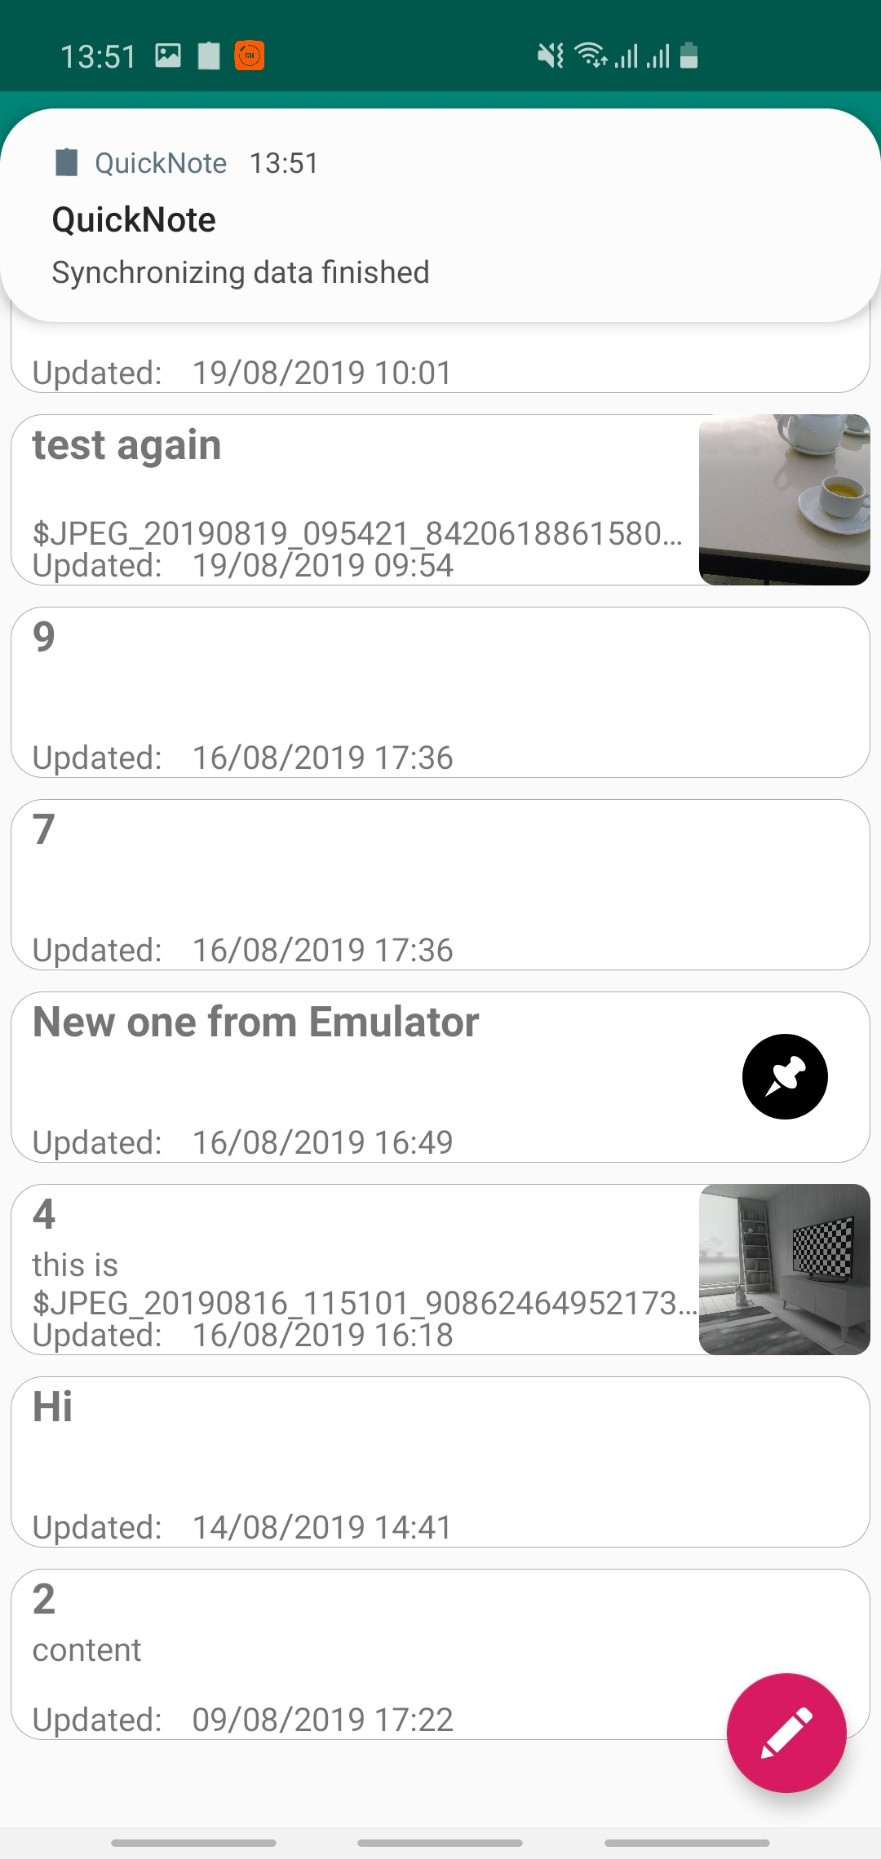 13:51
QuickNote 13:51
QuickNote
Synchronizing data finished
Updated: 19/08/2019 10:01
test again
$JPEG_20190819_095421_8420618861580...
Updated: 19/08/2019 09:54
9
Updated: 16/08/2019 17:36
7
Updated: 16/08/2019 17:36
New one from Emulator
Updated: 16/08/2019 16:49
4
this is
$JPEG_20190816_115101_90862464952173...
Updated: 16/08/2019 16:18
Hi
Updated: 14/08/2019 14:41
2
content
Updated: 09/08/2019 17:22